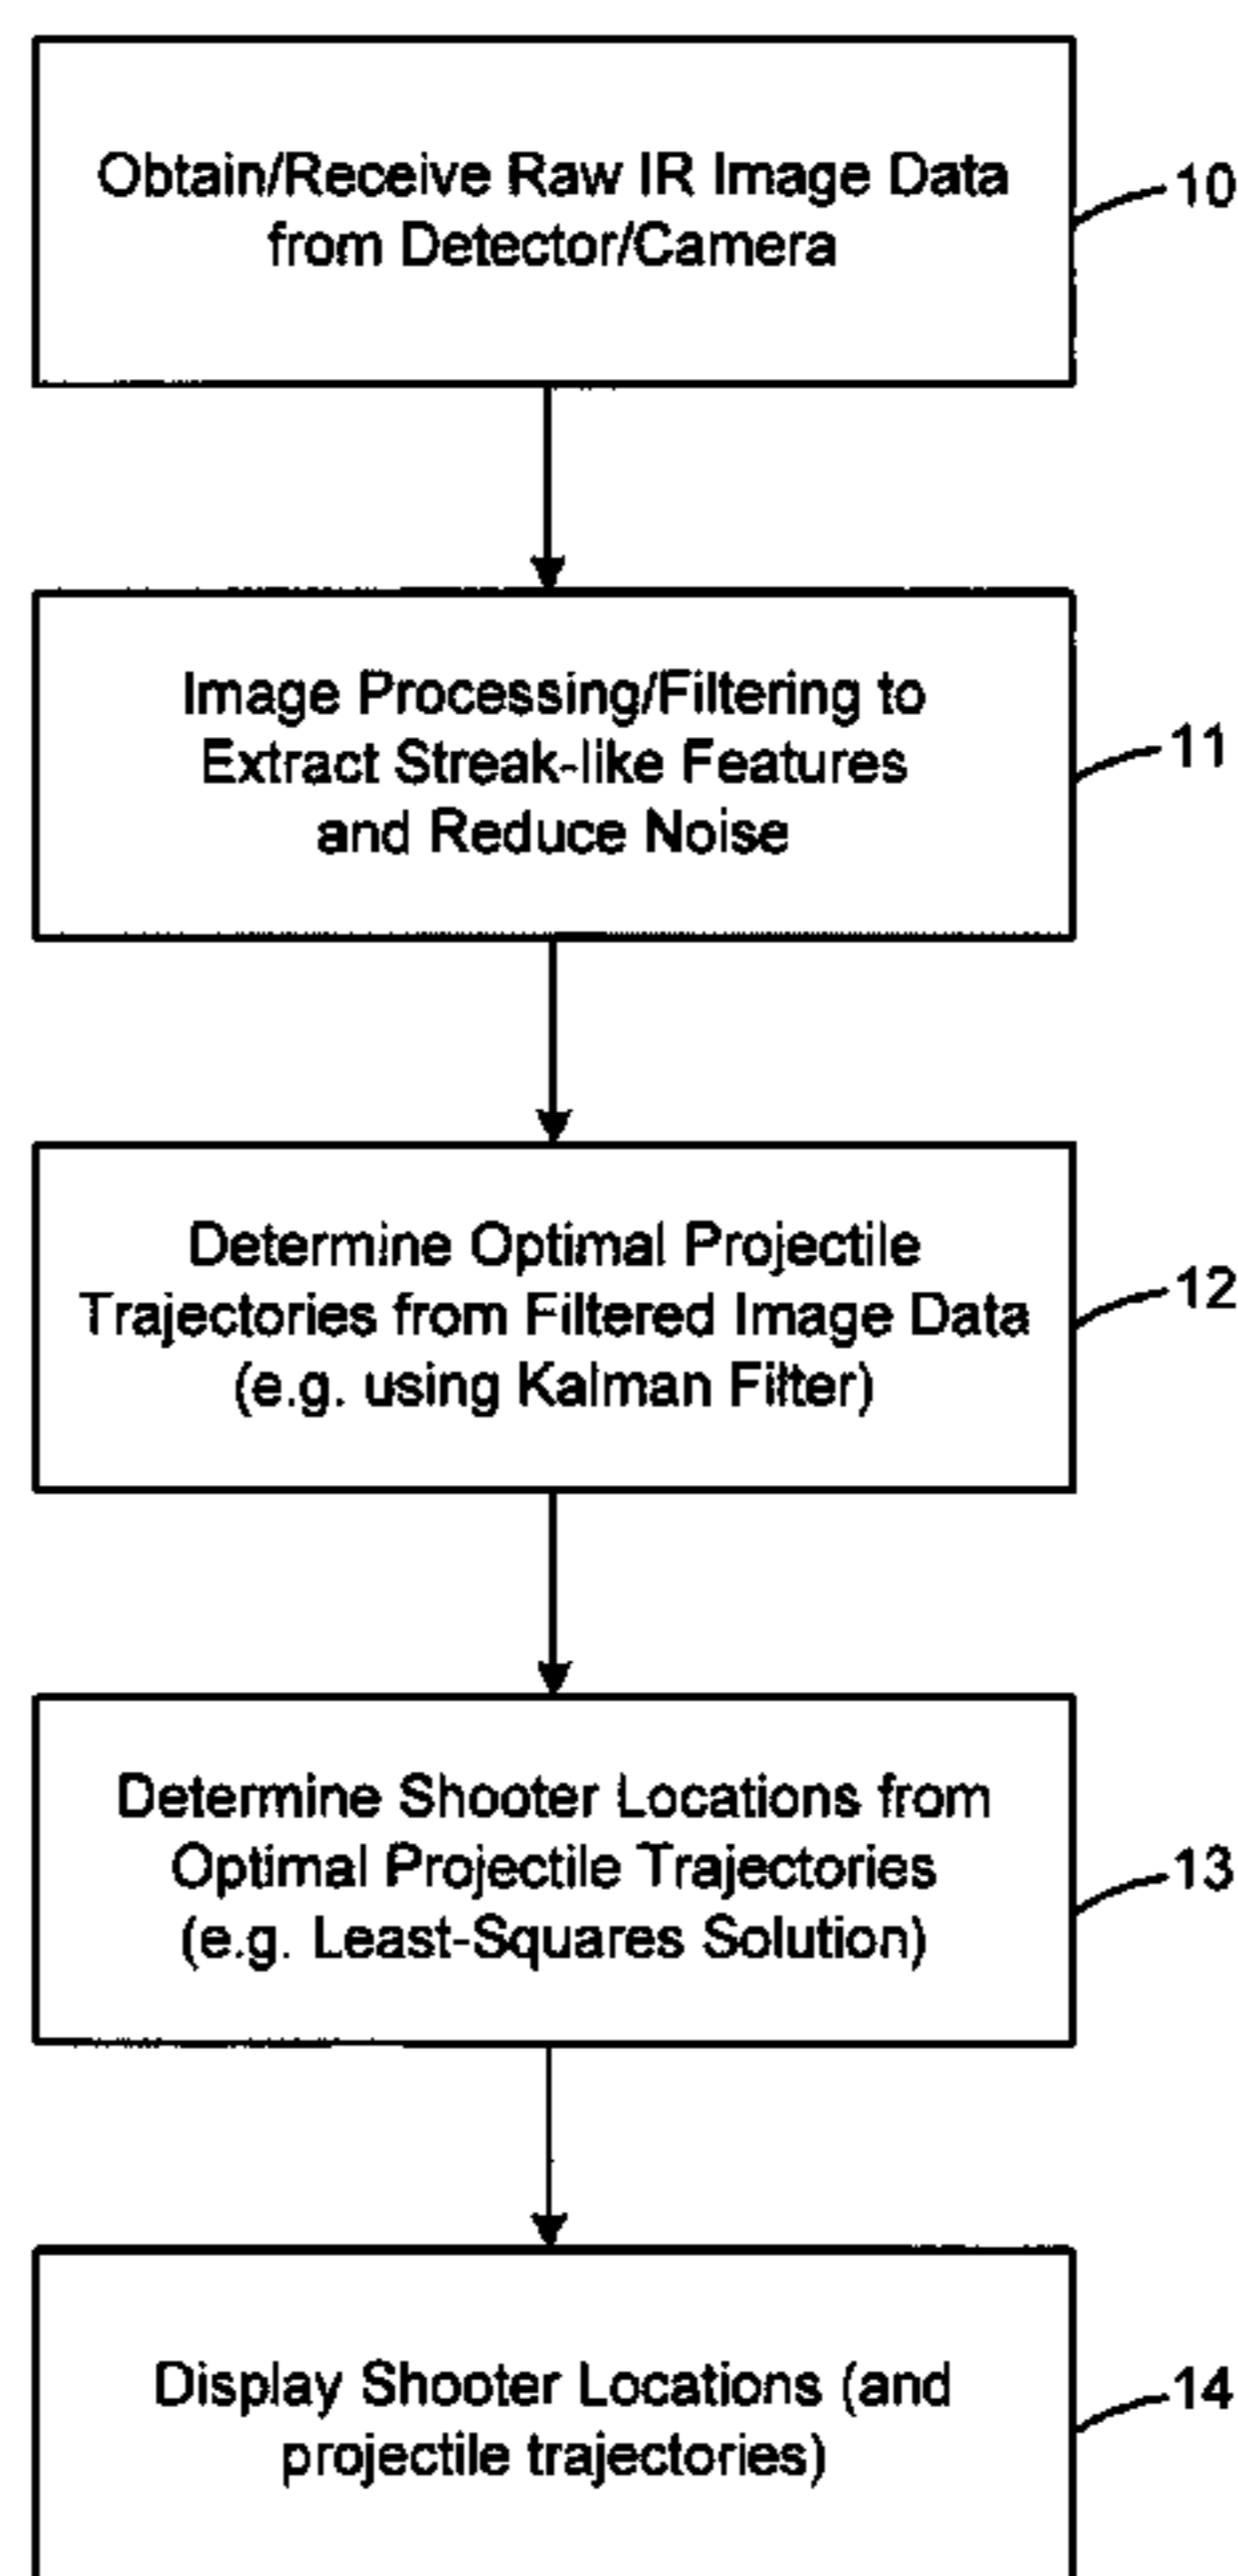 Obtain/Receive Raw IR Image Data
from Detector/Camera
10
Image Processing/Filtering to
Extract Streak-like Features
and Reduce Noise
11
Determine Optimal Projectile
Trajectories from Filtered Image Data
(e.g. using Kalman Filter)
12
Determine Shooter Locations from
Optimal Projectile Trajectories
(e.g. Least-Squares Solution)
13
Display Shooter Locations (and
projectile trajectories)
14